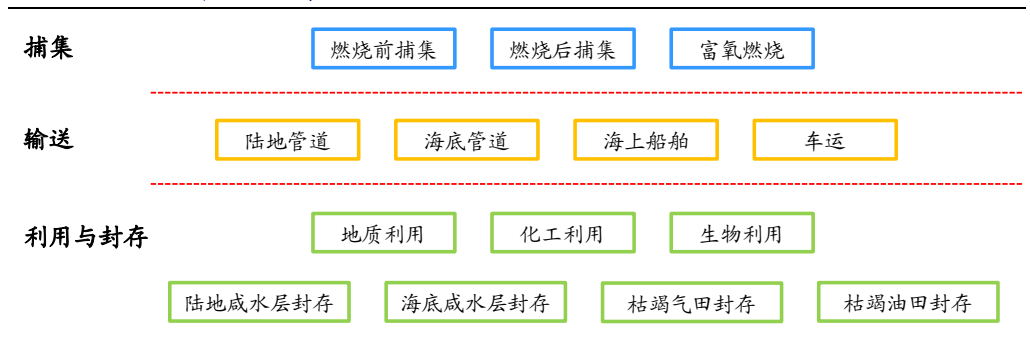 捕集 燃烧前捕集 燃烧后捕集 富氧燃烧
输送 陆地管道 海底管道 海上船舶 车运
利用与封存 地质利用 化工利用 生物利用
陆地咸水层封存 海底咸水层封存 枯竭气田封存 枯竭油田封存